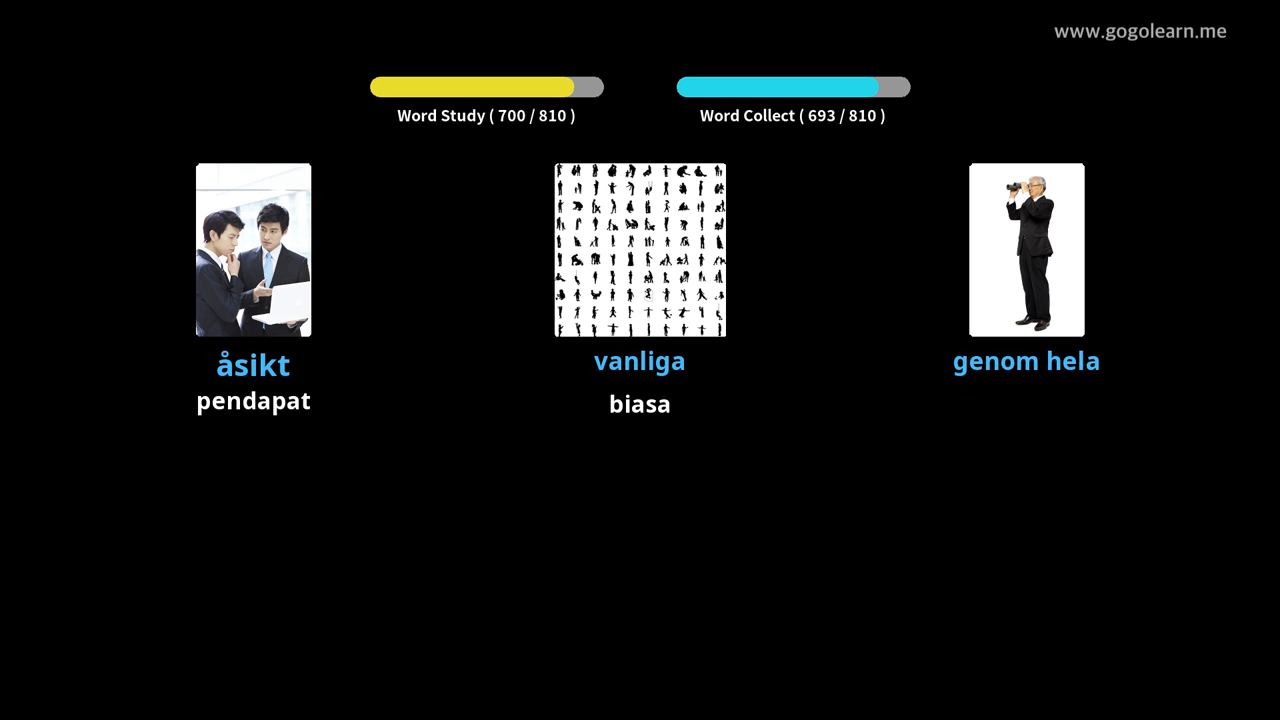 www.gogolearn.me
Word Study ( 700 / 810 )
Word Collect ( 693 / 810 )
åsikt
pendapat
vanliga
biasa
genom hela